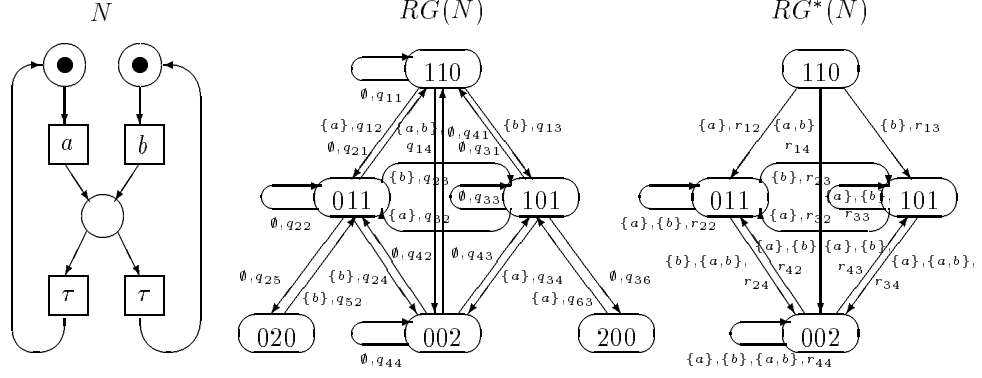 N
RG(N)
RG*(N)
a
b
τ
τ
110
∅,q₁₁
{a},q₁₂
∅,q₂₁
{a,b},
q₁₄
∅,q₄₁
∅,q₃₁
{b},q₁₃
{b},q₂₃
011
∅,q₂₂
∅,q₃₃
101
{a},q₃₂
∅,q₂₅
{b},q₅₂
{b},q₂₄
∅,q₄₂
∅,q₄₃
{a},q₃₄
{a},q₆₃
∅,q₃₆
020
002
200
∅,q₄₄
110
{a},r₁₂
{a,b}
r₁₄
{b},r₁₃
{b},r₂₃
011
{a},{b},r₂₂
{a},{b},
r₃₃
101
{a},r₃₂
{b},{a,b},
r₂₄
{a},{b}
r₄₂
{a},{b},
r₄₃
{a},{a,b},
r₃₄
002
{a},{b},{a,b},r₄₄